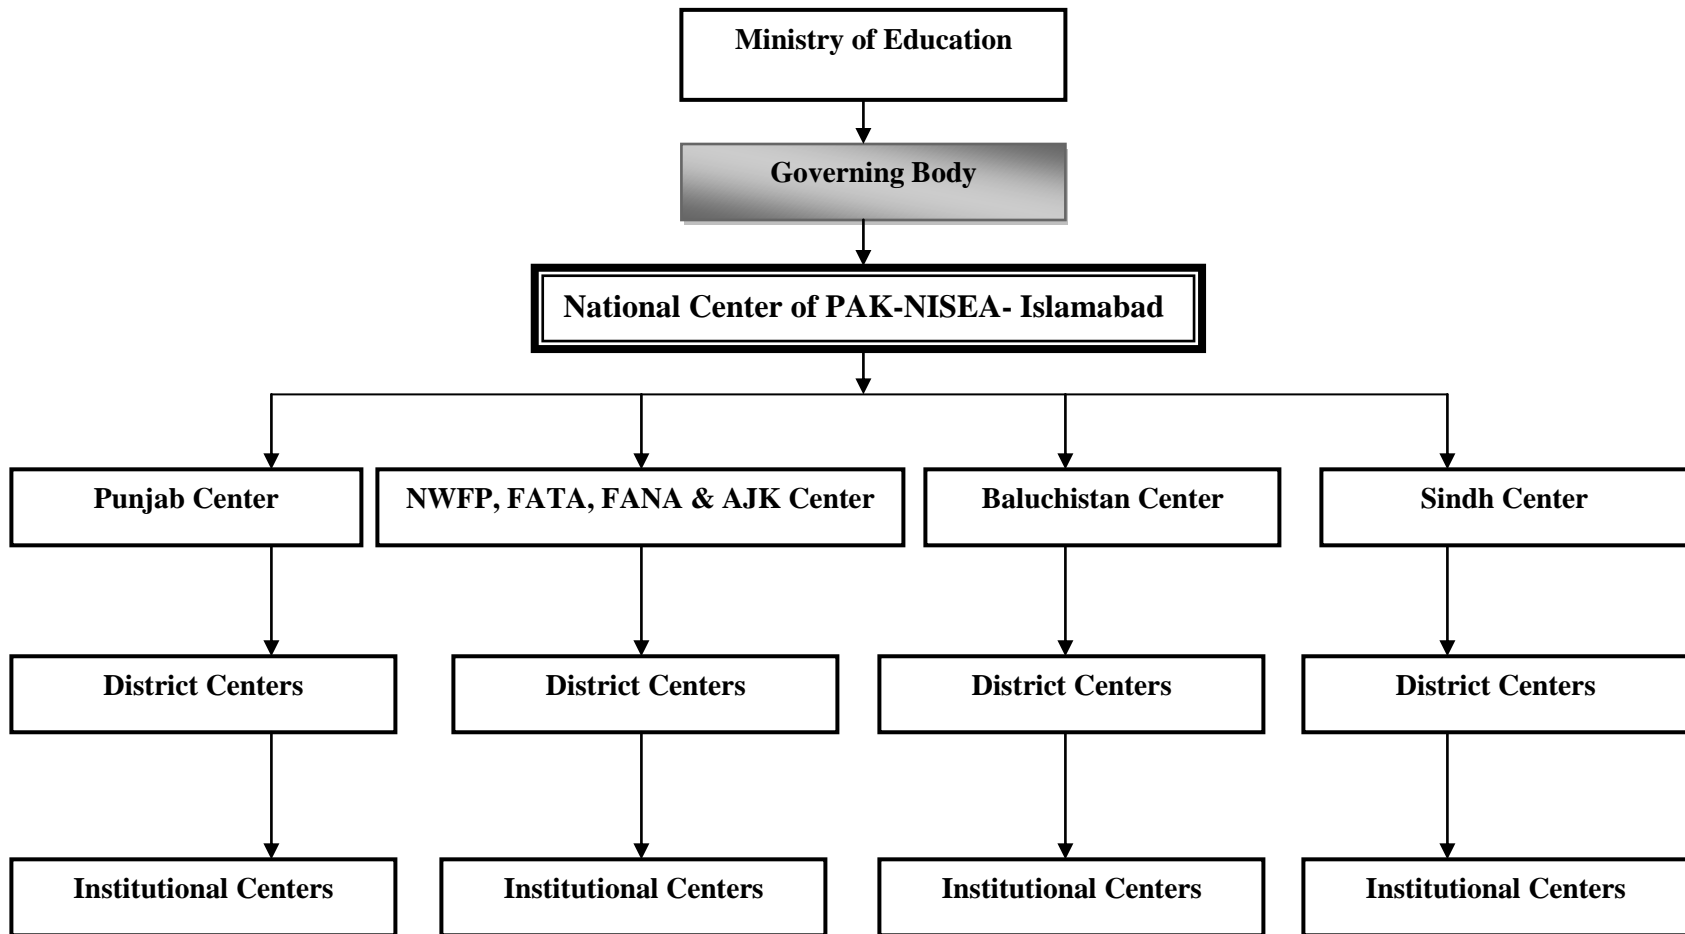 Ministry of Education
Governing Body
National Center of PAK-NISEA- Islamabad
Punjab Center
NWFP, FATA, FANA & AJK Center
Baluchistan Center
Sindh Center
District Centers
District Centers
District Centers
District Centers
Institutional Centers
Institutional Centers
Institutional Centers
Institutional Centers